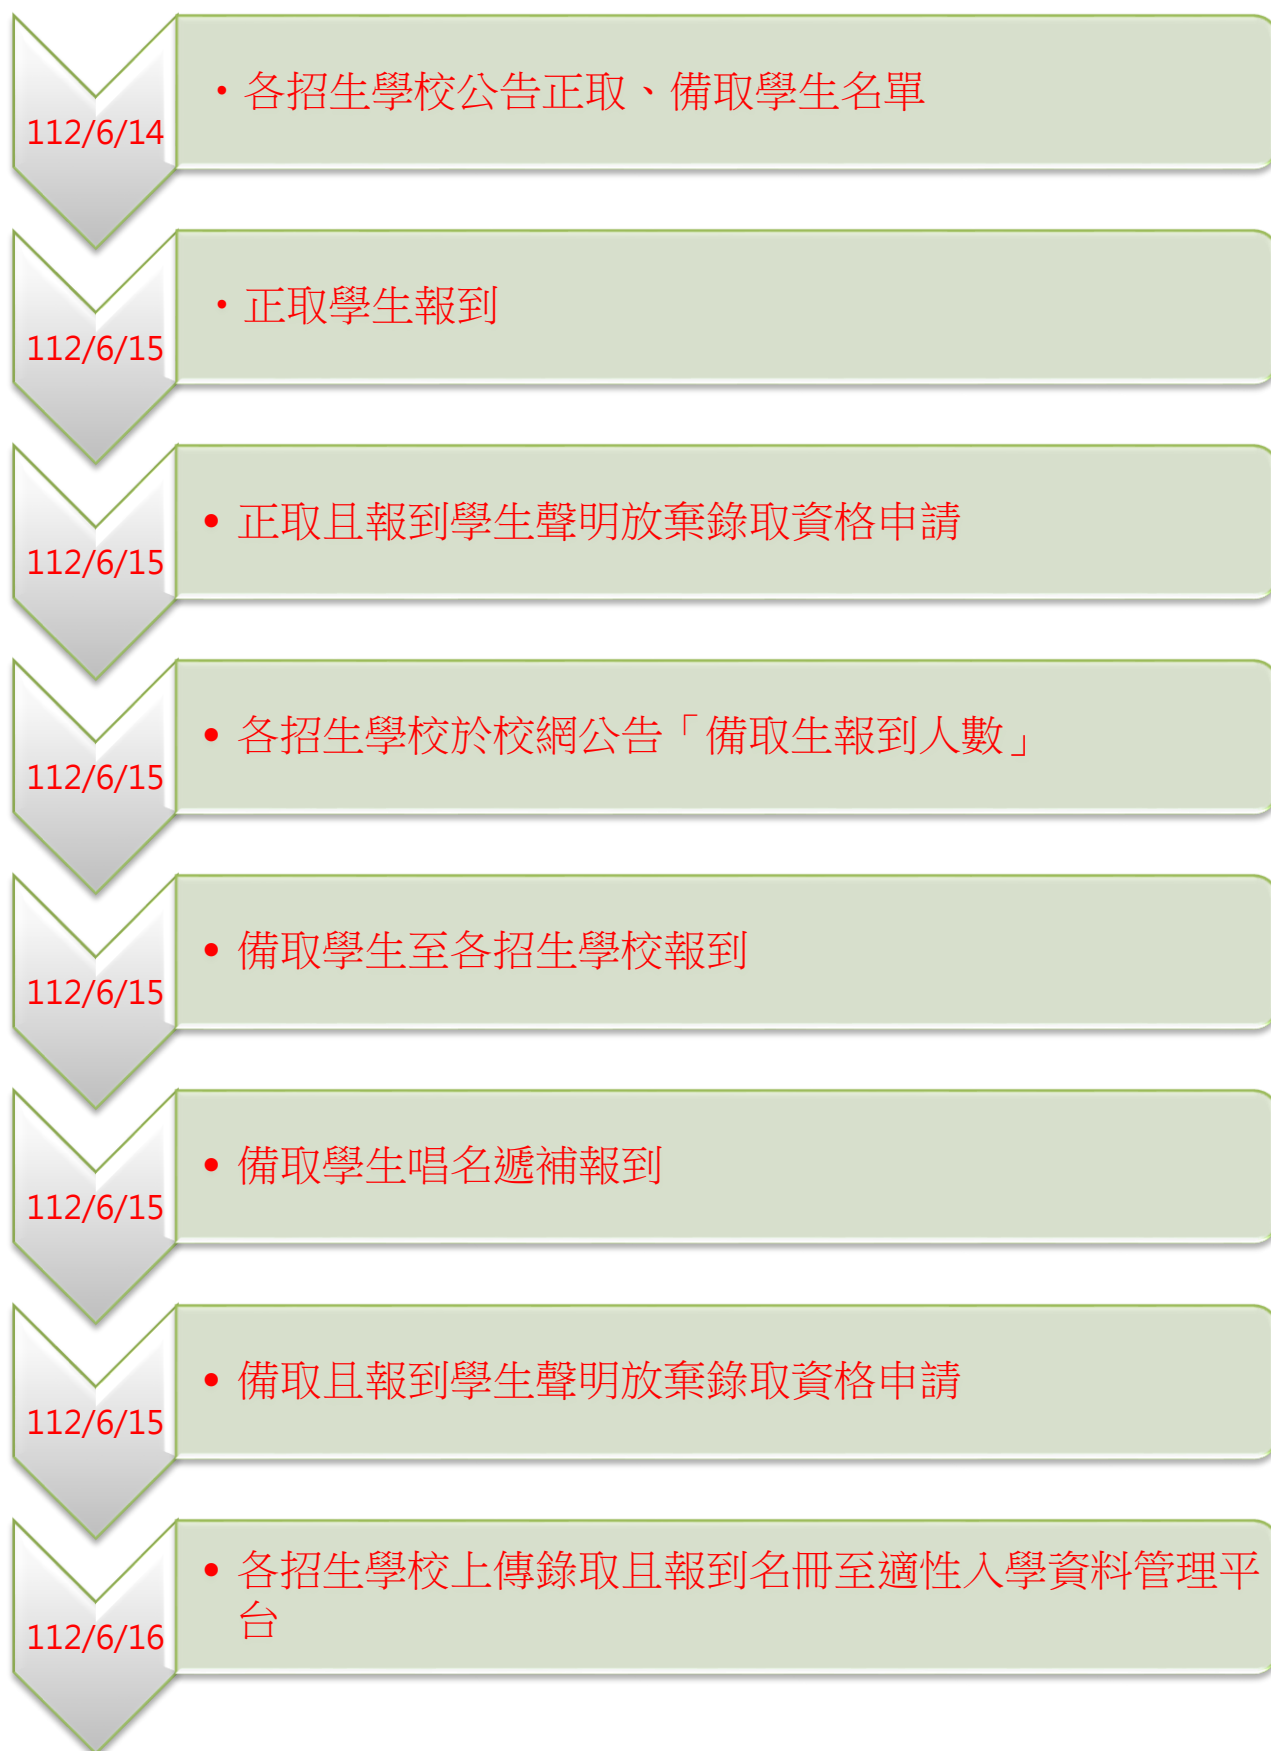 112/6/14
・各招生學校公告正取、備取學生名單
112/6/15
・正取學生報到
112/6/15
• 正取且報到學生聲明放棄錄取資格申請
112/6/15
• 各招生學校於校網公告「備取生報到人數」
112/6/15
• 備取學生至各招生學校報到
112/6/15
• 備取學生唱名遞補報到
112/6/15
• 備取且報到學生聲明放棄錄取資格申請
112/6/16
• 各招生學校上傳錄取且報到名冊至適性入學資料管理平
台